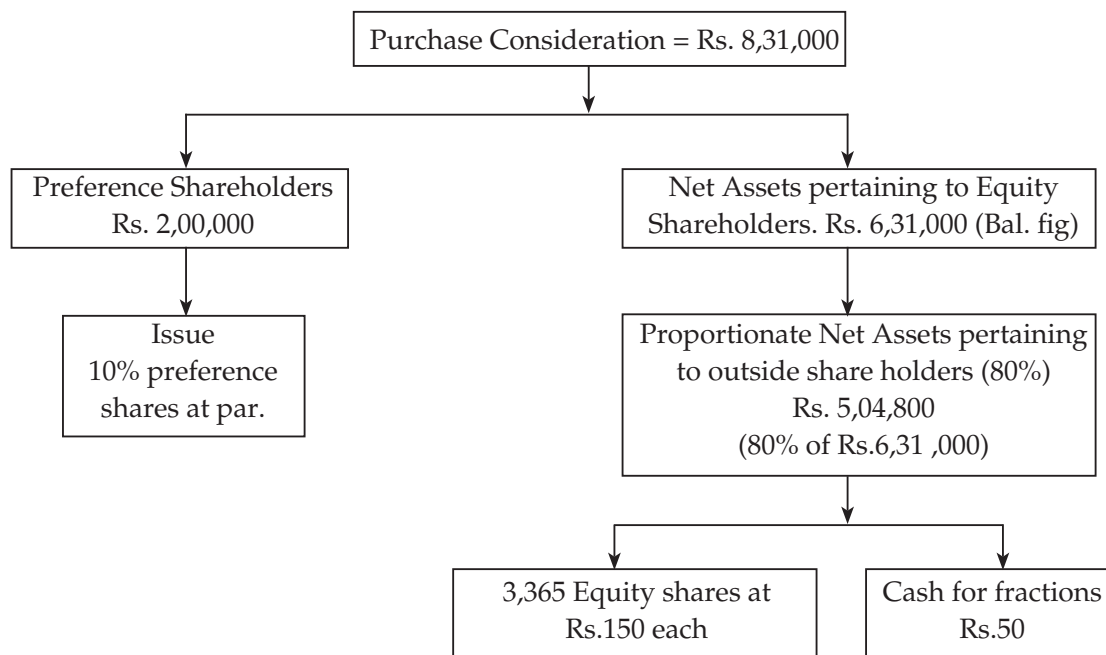 Purchase Consideration = Rs. 8,31,000
Preference Shareholders
Rs. 2,00,000
Net Assets pertaining to Equity
Shareholders. Rs. 6,31,000 (Bal. fig)
Issue
10% preference
shares at par.
Proportionate Net Assets pertaining
to outside share holders (80%)
Rs. 5,04,800
(80% of Rs.6,31 ,000)
3,365 Equity shares at
Rs.150 each
Cash for fractions
Rs.50